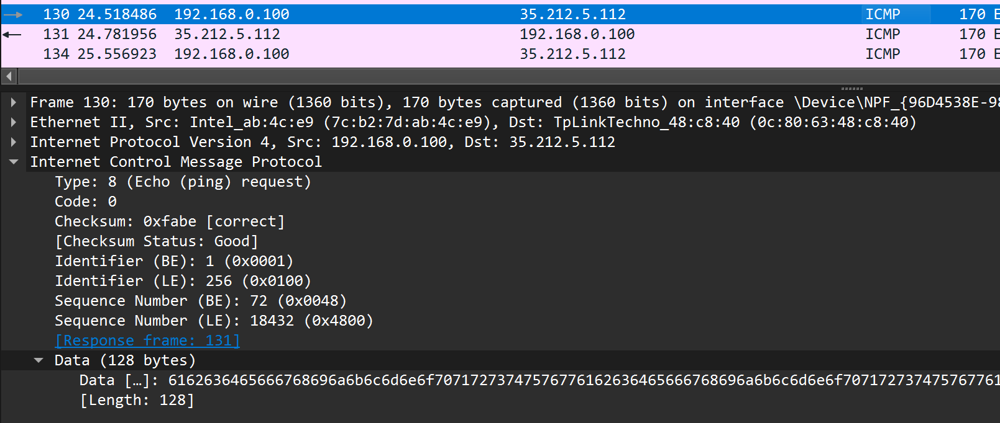 130 24.518486 192.168.0.100 35.212.5.112 ICMP 170 E
131 24.781956 35.212.5.112 192.168.0.100 ICMP 170 E
134 25.556923 192.168.0.100 35.212.5.112 ICMP 170 E
Frame 130: 170 bytes on wire (1360 bits), 170 bytes captured (1360 bits) on interface \Device\NPF_{96D4538E-98
Ethernet II, Src: Intel_ab:4c:e9 (7c:b2:7d:ab:4c:e9), Dst: TpLinkTechno_48:c8:40 (0c:80:63:48:c8:40)
Internet Protocol Version 4, Src: 192.168.0.100, Dst: 35.212.5.112
Internet Control Message Protocol
Type: 8 (Echo (ping) request)
Code: 0
Checksum: 0xfabe [correct]
[Checksum Status: Good]
Identifier (BE): 1 (0x0001)
Identifier (LE): 256 (0x0100)
Sequence Number (BE): 72 (0x0048)
Sequence Number (LE): 18432 (0x4800)
[Response frame: 131]
Data (128 bytes)
Data […]: 6162636465666768696a6b6c6d6e6f7071727374757677616263646566676869​6a6b6c6d6e6f707172737475767761
[Length: 128]